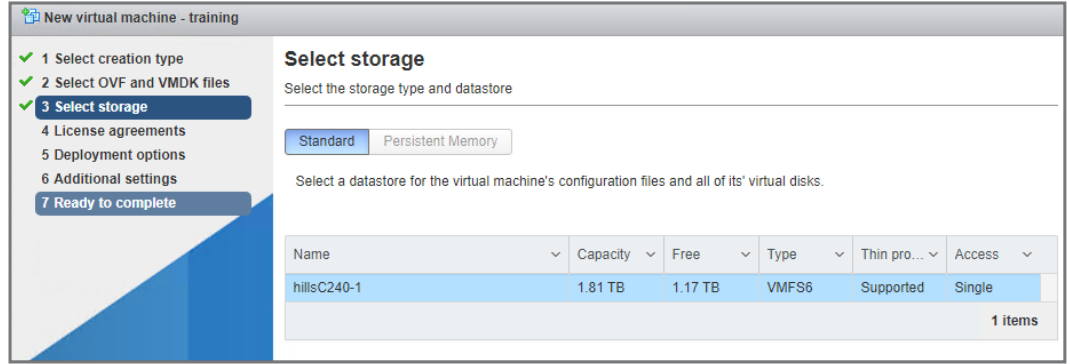 New virtual machine - training
1 Select creation type
2 Select OVF and VMDK files
3 Select storage
4 License agreements
5 Deployment options
6 Additional settings
7 Ready to complete
Select storage
Select the storage type and datastore
Standard Persistent Memory
Select a datastore for the virtual machine's configuration files and all of its' virtual disks.
Name Capacity Free Type Thin pro... Access
hillsC240-1 1.81 TB 1.17 TB VMFS6 Supported Single
1 items